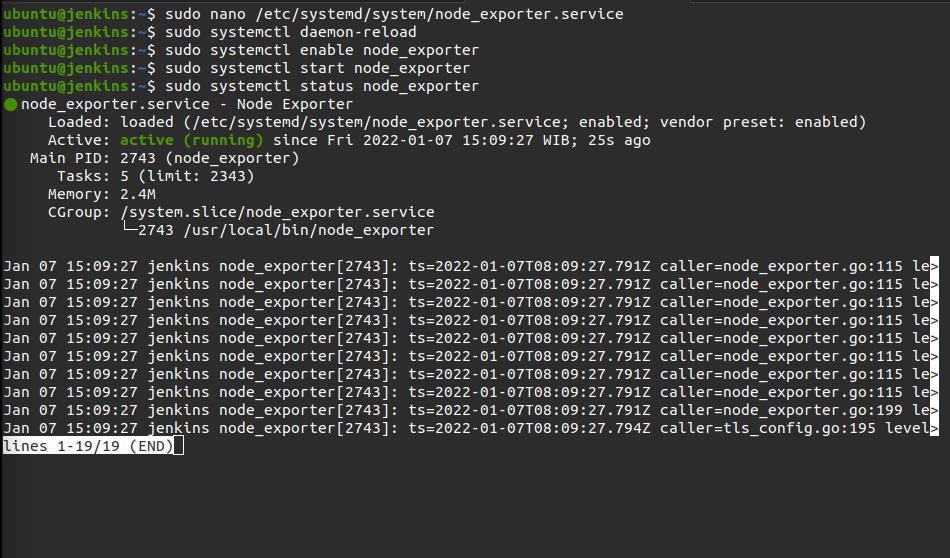 ubuntu@jenkins:~$ sudo nano /etc/systemd/system/node_exporter.service
ubuntu@jenkins:~$ sudo systemctl daemon-reload
ubuntu@jenkins:~$ sudo systemctl enable node_exporter
ubuntu@jenkins:~$ sudo systemctl start node_exporter
ubuntu@jenkins:~$ sudo systemctl status node_exporter
● node_exporter.service - Node Exporter
     Loaded: loaded (/etc/systemd/system/node_exporter.service; enabled; vendor preset: enabled)
     Active: active (running) since Fri 2022-01-07 15:09:27 WIB; 25s ago
   Main PID: 2743 (node_exporter)
      Tasks: 5 (limit: 2343)
     Memory: 2.4M
     CGroup: /system.slice/node_exporter.service
             └─2743 /usr/local/bin/node_exporter

Jan 07 15:09:27 jenkins node_exporter[2743]: ts=2022-01-07T08:09:27.791Z caller=node_exporter.go:115 le>
Jan 07 15:09:27 jenkins node_exporter[2743]: ts=2022-01-07T08:09:27.791Z caller=node_exporter.go:115 le>
Jan 07 15:09:27 jenkins node_exporter[2743]: ts=2022-01-07T08:09:27.791Z caller=node_exporter.go:115 le>
Jan 07 15:09:27 jenkins node_exporter[2743]: ts=2022-01-07T08:09:27.791Z caller=node_exporter.go:115 le>
Jan 07 15:09:27 jenkins node_exporter[2743]: ts=2022-01-07T08:09:27.791Z caller=node_exporter.go:115 le>
Jan 07 15:09:27 jenkins node_exporter[2743]: ts=2022-01-07T08:09:27.791Z caller=node_exporter.go:115 le>
Jan 07 15:09:27 jenkins node_exporter[2743]: ts=2022-01-07T08:09:27.791Z caller=node_exporter.go:115 le>
Jan 07 15:09:27 jenkins node_exporter[2743]: ts=2022-01-07T08:09:27.791Z caller=node_exporter.go:115 le>
Jan 07 15:09:27 jenkins node_exporter[2743]: ts=2022-01-07T08:09:27.791Z caller=node_exporter.go:199 le>
Jan 07 15:09:27 jenkins node_exporter[2743]: ts=2022-01-07T08:09:27.794Z caller=tls_config.go:195 level>
lines 1-19/19 (END)